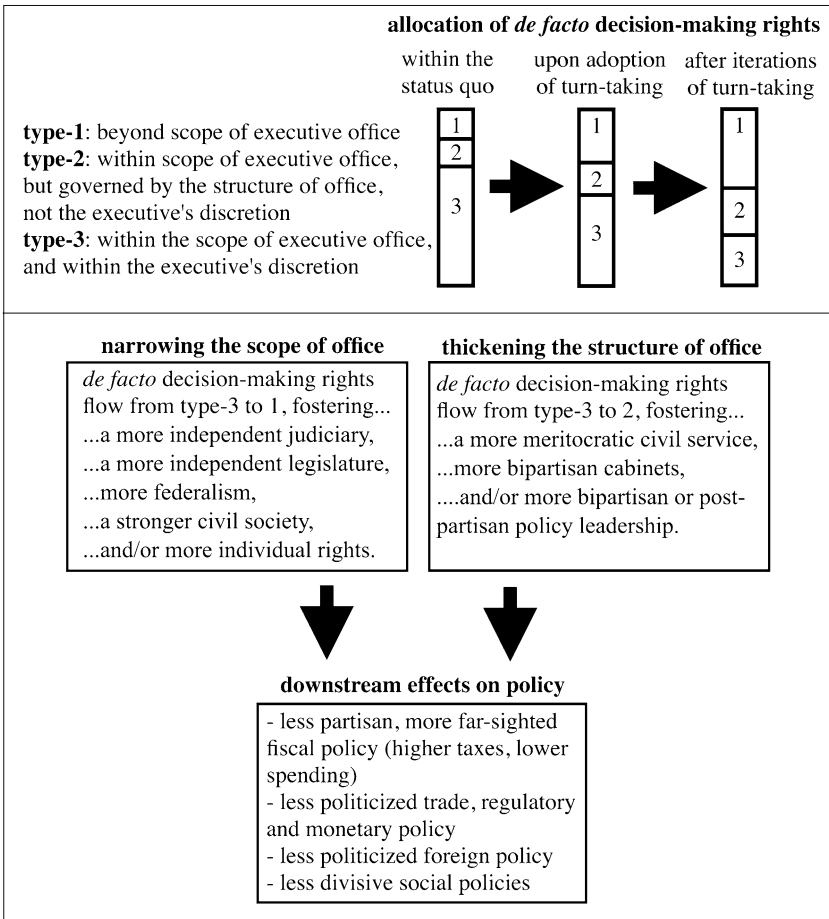 allocation of de facto decision-making rights
within the
status quo
upon adoption
of turn-taking
after iterations
of turn-taking
type-1: beyond scope of executive office
type-2: within scope of executive office,
but governed by the structure of office,
not the executive's discretion
type-3: within the scope of executive office,
and within the executive's discretion
1
2
3
1
2
3
1
2
3
narrowing the scope of office
de facto decision-making rights
flow from type-3 to 1, fostering...
...a more independent judiciary,
...a more independent legislature,
...more federalism,
...a stronger civil society,
...and/or more individual rights.
thickening the structure of office
de facto decision-making rights
flow from type-3 to 2, fostering...
...a more meritocratic civil service,
...more bipartisan cabinets,
....and/or more bipartisan or post-
partisan policy leadership.
downstream effects on policy
- less partisan, more far-sighted
fiscal policy (higher taxes, lower
spending)
- less politicized trade, regulatory
and monetary policy
- less politicized foreign policy
- less divisive social policies